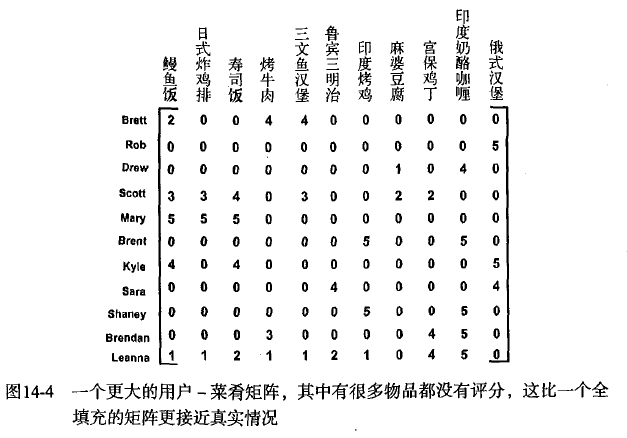 鳗鱼饭
日式炸鸡排
寿司饭
烤牛肉
三文鱼汉堡
鲁宾三明治
印度烤鸡
麻婆豆腐
宫保鸡丁
印度奶酪咖喱
俄式汉堡
Brett 2 0 0 4 4 0 0 0 0 0 0
Rob 0 0 0 0 0 0 0 0 0 0 5
Drew 0 0 0 0 0 0 0 1 0 4 0
Scott 3 3 4 0 3 0 0 2 2 0 0
Mary 5 5 5 0 0 0 0 0 0 0 0
Brent 0 0 0 0 0 0 5 0 0 5 0
Kyle 4 0 4 0 0 0 0 0 0 0 5
Sara 0 0 0 0 0 4 0 0 0 0 4
Shaney 0 0 0 0 0 0 5 0 0 5 0
Brendan 0 0 0 3 0 0 0 0 4 5 0
Leanna 1 1 2 1 1 2 1 0 4 5 0
图14-4 一个更大的用户-菜肴矩阵，其中有很多物品都没有评分，这比一个全
填充的矩阵更接近真实情况